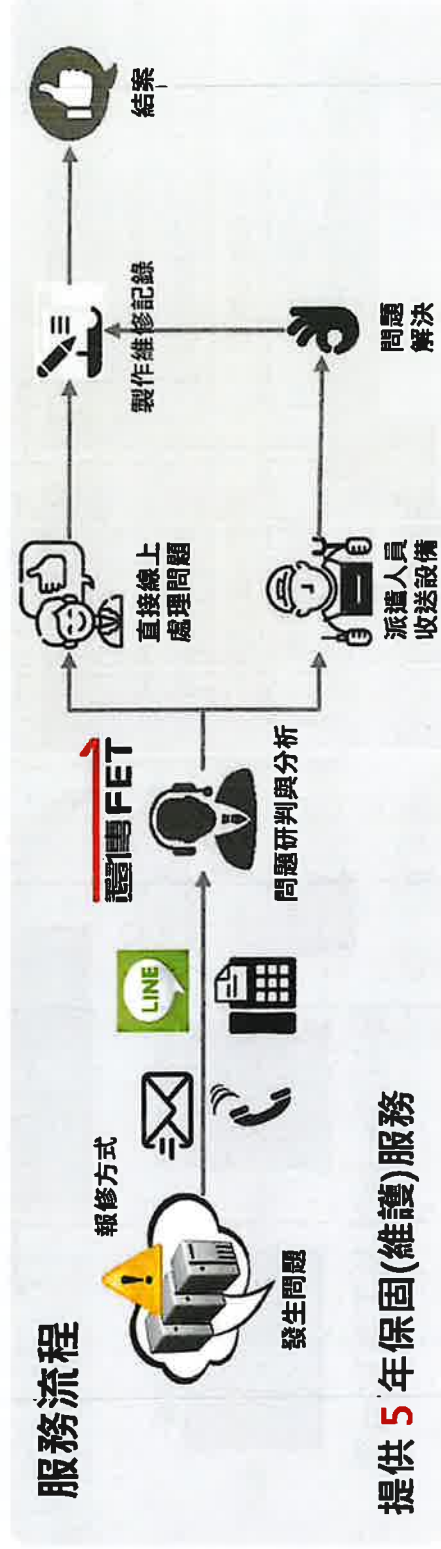 服務流程
報修方式
LINE
發生問題
遠傳FET
問題研判與分析
直接線上
處理問題
派遣人員
收送設備
製作維修記錄
問題
解決
結案
提供 5 年保固(維護)服務